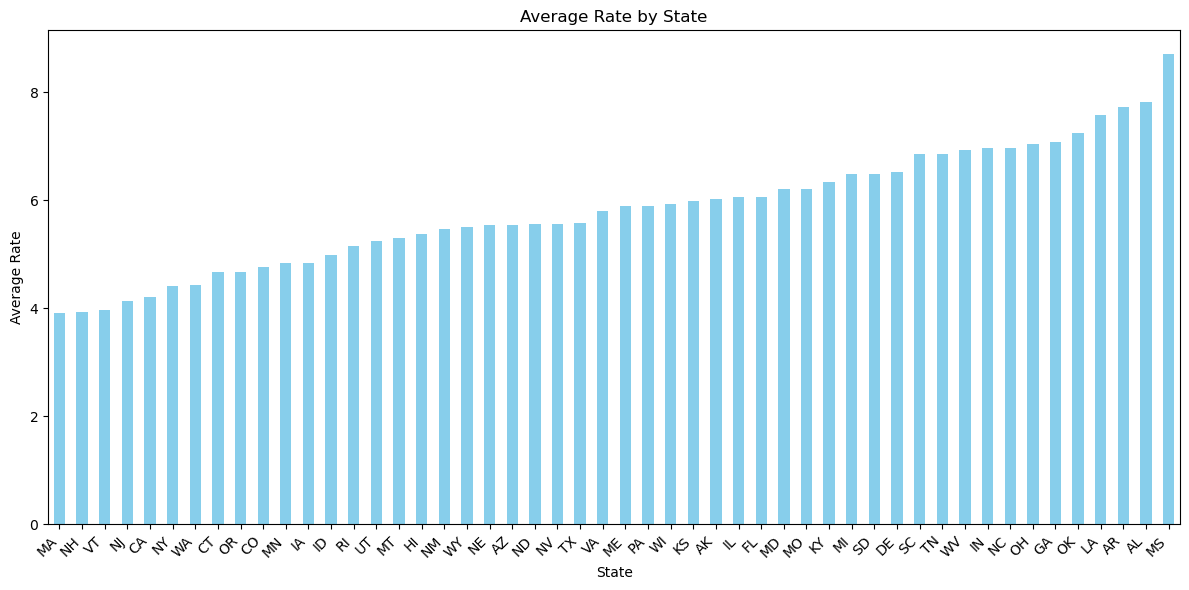 Average Rate by State
Average Rate
8
6
4
2
0
MA NH VT NJ CA NY WA CT OR CO MN IA ID RI UT MT HI NM WY NE AZ ND NV TX VA ME PA WI KS AK IL FL MD MO KY MI SD DE SC TN WV IN NC OH GA OK LA AR AL MS
State